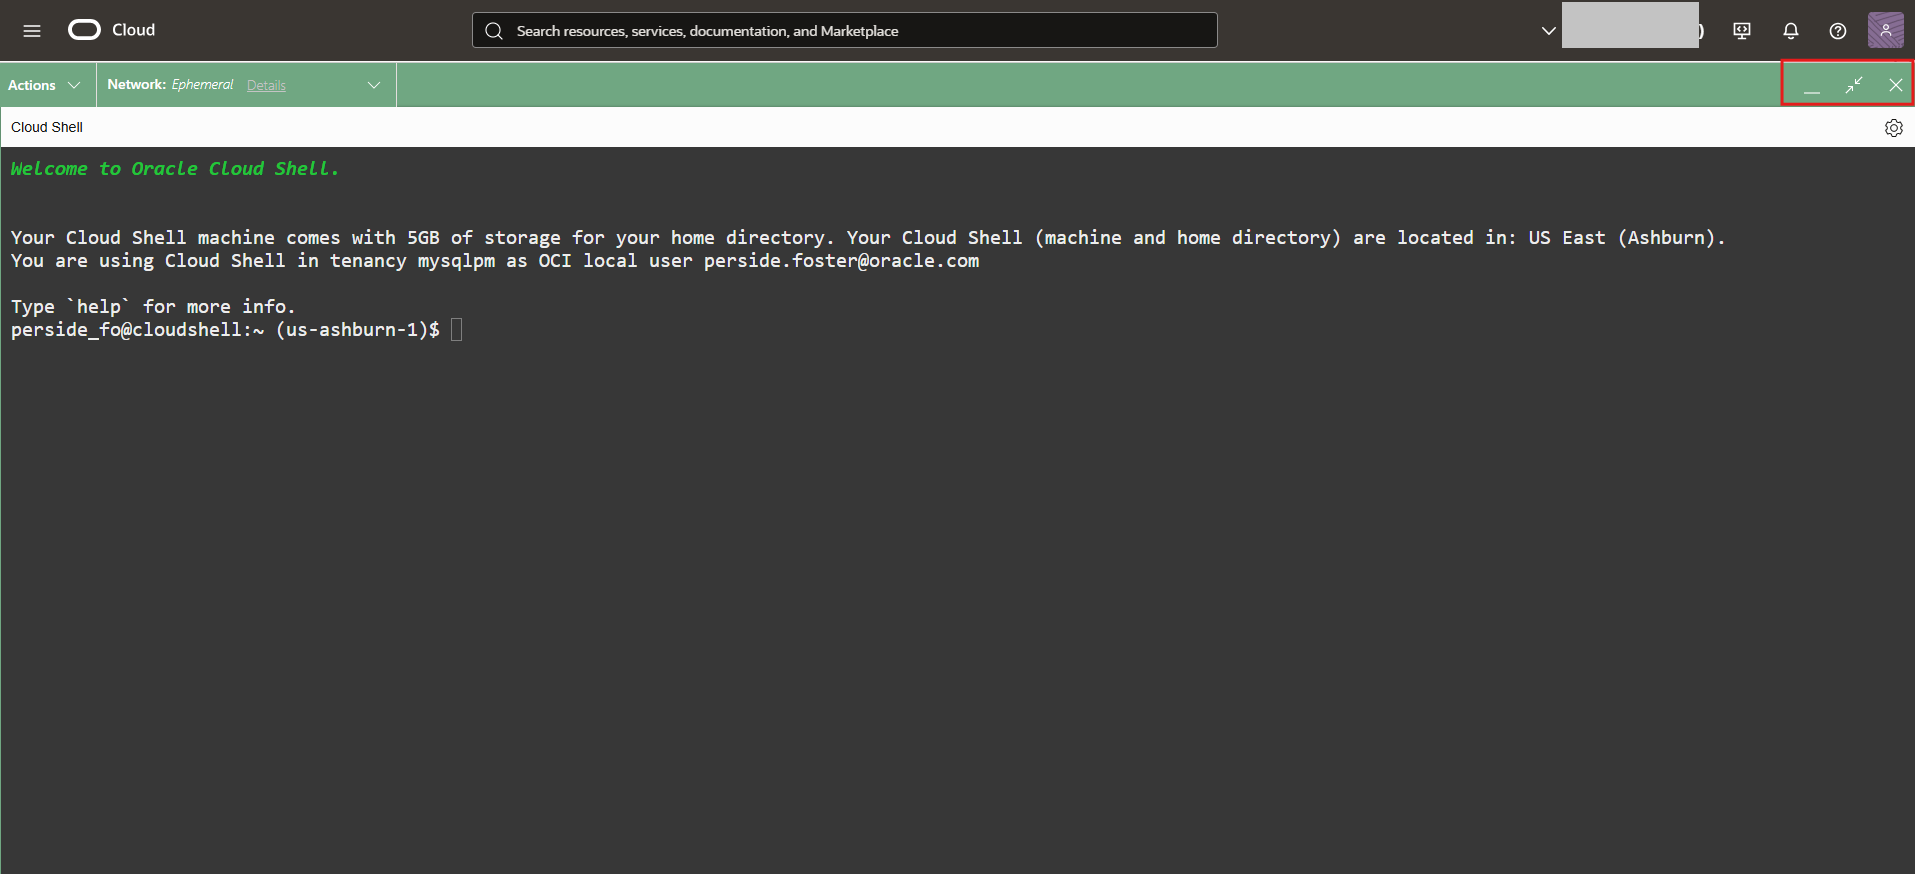 Cloud
Search resources, services, documentation, and Marketplace
Actions
Network: Ephemeral Details
Cloud Shell
Welcome to Oracle Cloud Shell.
Your Cloud Shell machine comes with 5GB of storage for your home directory. Your Cloud Shell (machine and home directory) are located in: US East (Ashburn).
You are using Cloud Shell in tenancy mysqlpm as OCI local user perside.foster@oracle.com
Type `help` for more info.
perside_fo@cloudshell:~ (us-ashburn-1)$